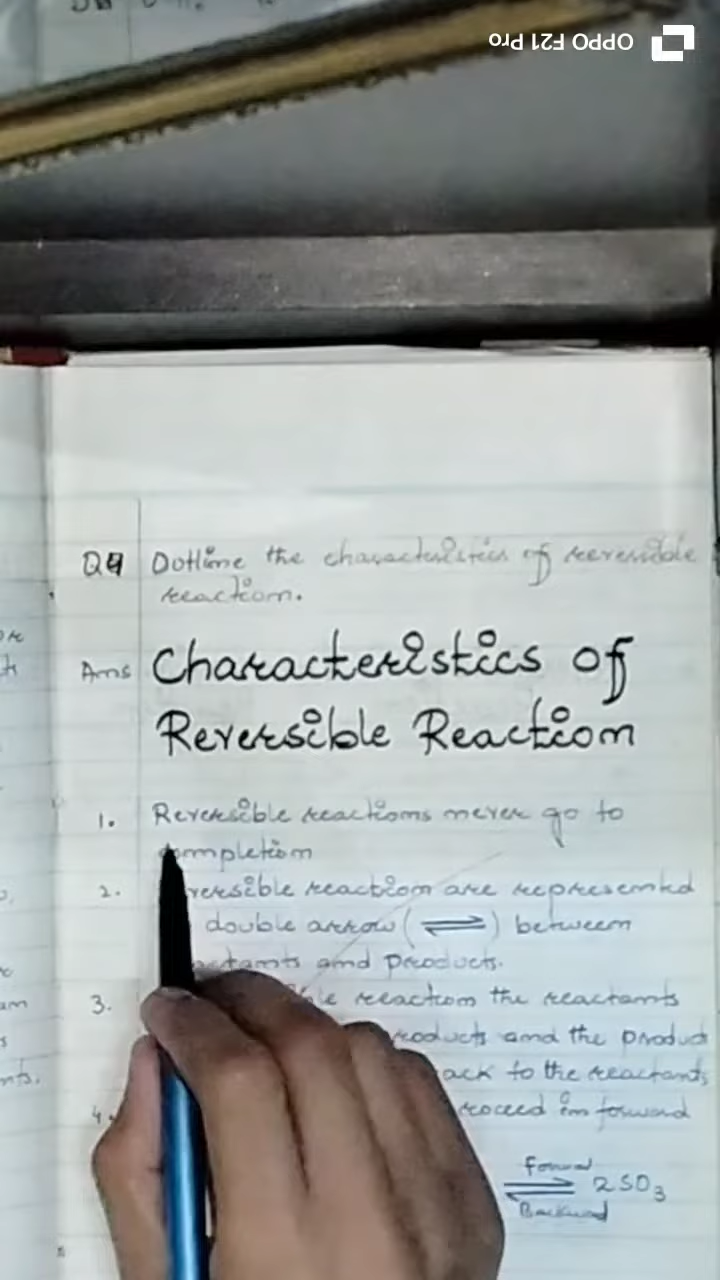 OPPO F21 Pro
Q9 Outline the characteristics of reversible
reaction.
Ans Characteristics of
Reversible Reaction
1. Reversible reactions never go to
completion
2. reversible reaction are represented
double arrow (⇌) between
and products.
3. reaction the reactants
products and the product
back to the reactants
4. proceed in forward
Forward
⇌ 2SO3
Backward